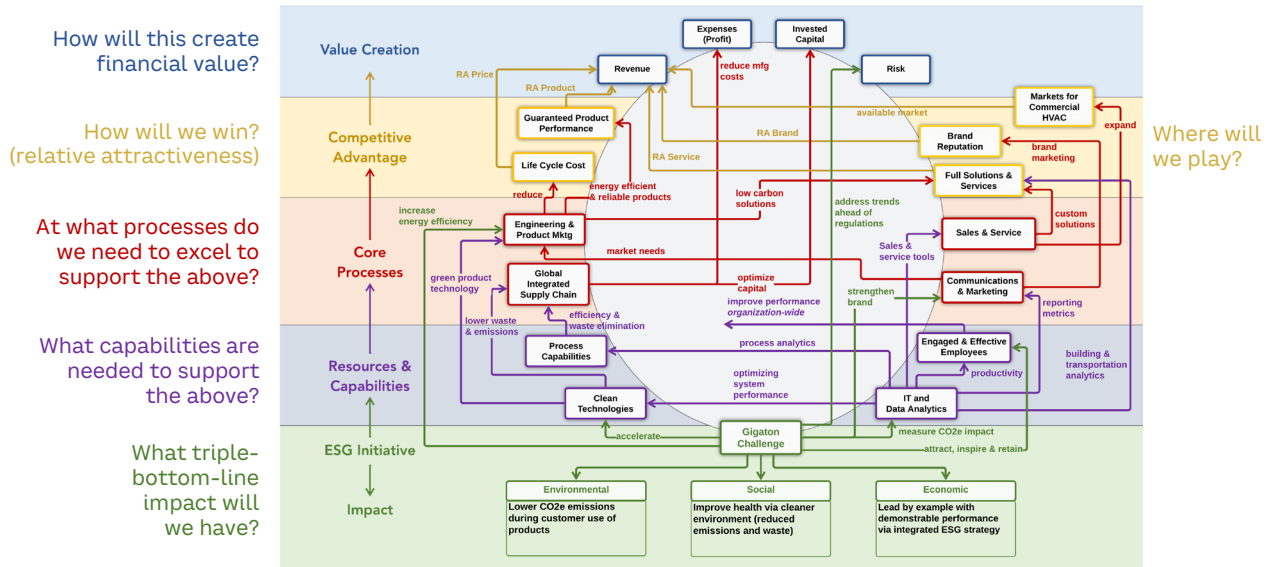 How will this create
financial value?
How will we win?
(relative attractiveness)
At what processes do
we need to excel to
support the above?
What capabilities are
needed to support
the above?
What triple-
bottom-line
impact will
we have?
Where will
we play?
Value Creation
Competitive
Advantage
Core
Processes
Resources &
Capabilities
ESG Initiative
Impact
Expenses
(Profit)
Invested
Capital
Revenue
Risk
RA Price
RA Product
reduce mfg
costs
Markets for
Commercial
HVAC
available market
expand
Guaranteed Product
Performance
RA Brand
Brand
Reputation
brand
marketing
Life Cycle Cost
RA Service
Full Solutions &
Services
reduce
energy efficient
& reliable products
low carbon
solutions
address trends
ahead of
regulations
custom
solutions
increase
energy efficiency
Engineering &
Product Mktg
Sales & Service
market needs
Sales &
service tools
green product
technology
Global
Integrated
Supply Chain
optimize
capital
Communications
& Marketing
strengthen
brand
improve performance
organization-wide
reporting
metrics
lower waste
& emissions
efficiency &
waste elimination
Process
Capabilities
process analytics
Engaged & Effective
Employees
building &
transportation
analytics
optimizing
system
performance
productivity
Clean
Technologies
IT and
Data Analytics
Gigaton
Challenge
accelerate
measure CO2e impact
attract, inspire & retain
Environmental
Lower CO2e emissions
during customer use of
products
Social
Improve health via cleaner
environment (reduced
emissions and waste)
Economic
Lead by example with
demonstrable performance
via integrated ESG strategy